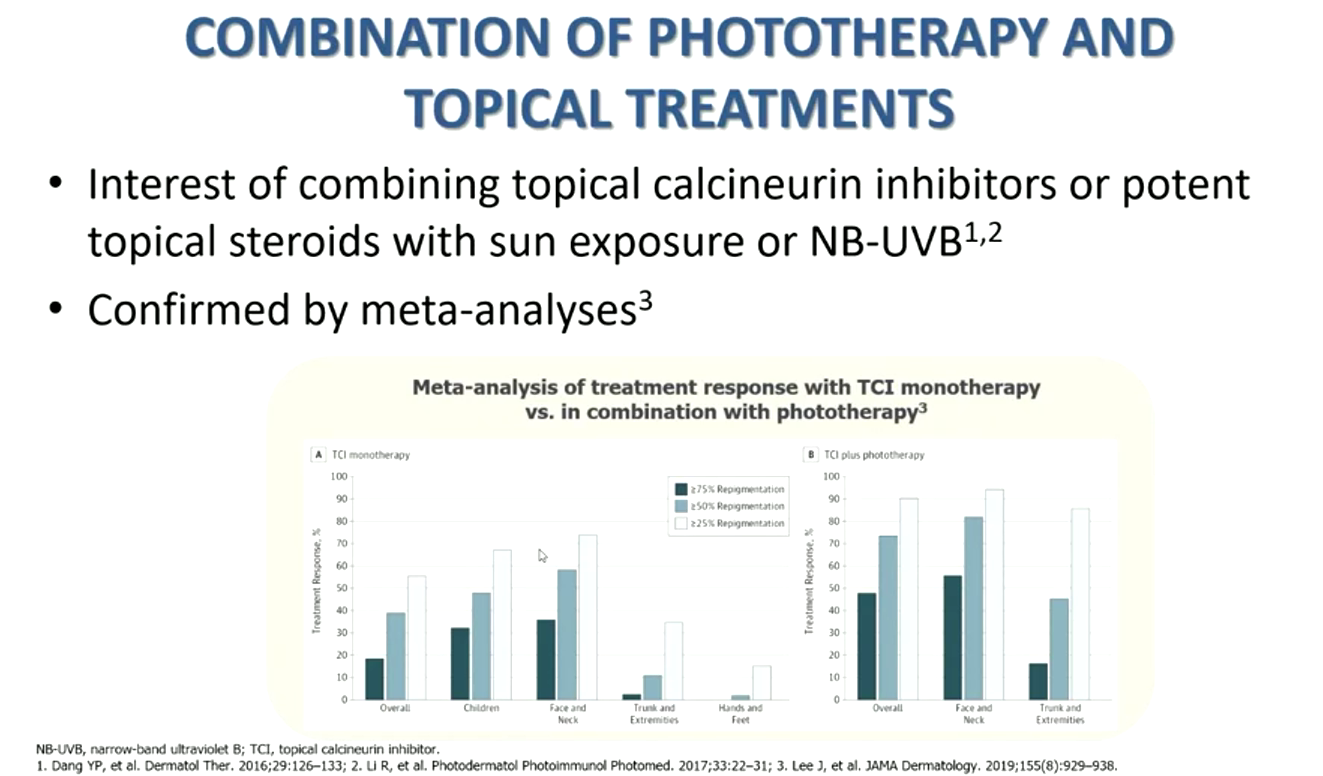 COMBINATION OF PHOTOTHERAPY AND
TOPICAL TREATMENTS
• Interest of combining topical calcineurin inhibitors or potent
topical steroids with sun exposure or NB-UVB1,2
• Confirmed by meta-analyses3
Meta-analysis of treatment response with TCI monotherapy
vs. in combination with phototherapy3
A TCI monotherapy
Treatment Response, %
100
90
80
70
60
50
40
30
20
10
0
≥75% Repigmentation
≥50% Repigmentation
≥25% Repigmentation
Overall
Children
Face and
Neck
Trunk and
Extremities
Hands and
Feet
B TCI plus phototherapy
Treatment Response, %
100
90
80
70
60
50
40
30
20
10
0
Overall
Face and
Neck
Trunk and
Extremities
NB-UVB, narrow-band ultraviolet B; TCI, topical calcineurin inhibitor.
1. Dang YP, et al. Dermatol Ther. 2016;29:126–133; 2. Li R, et al. Photodermatol Photoimmunol Photomed. 2017;33:22–31; 3. Lee J, et al. JAMA Dermatology. 2019;155(8):929–938.